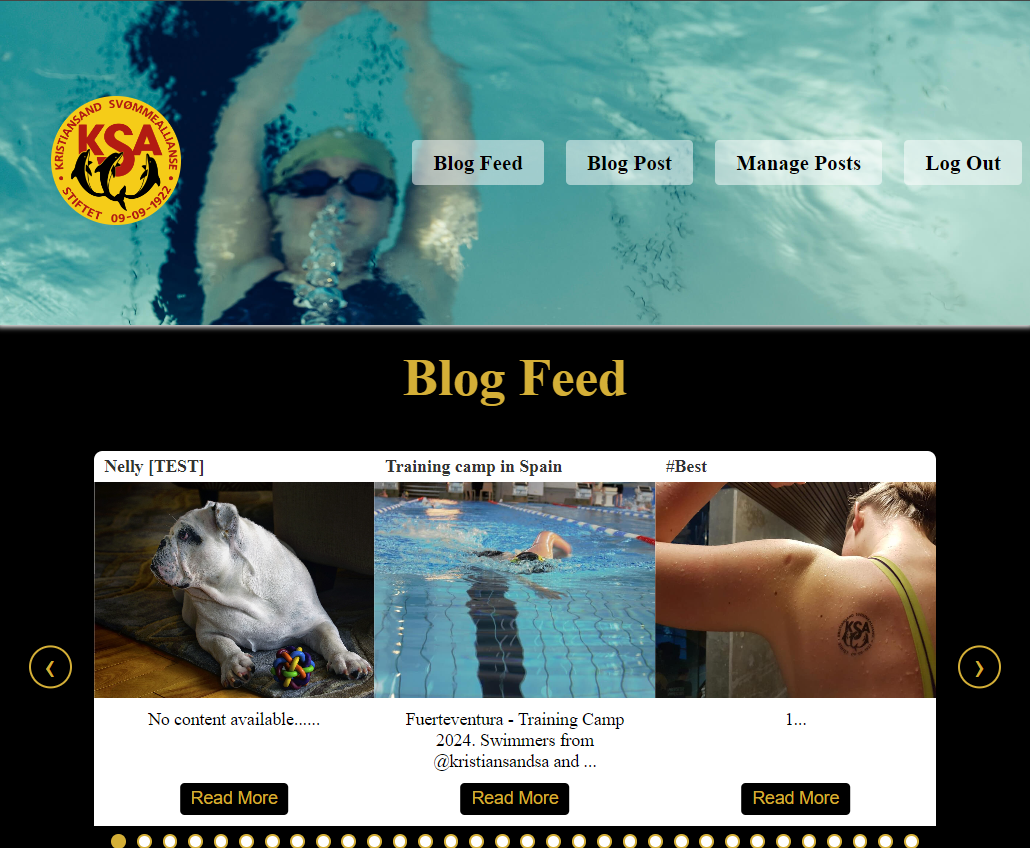 KRISTIANSAND SVØMMEALLIANSE
KSA
STIFTET 09-09-1922
Blog Feed
Blog Post
Manage Posts
Log Out
Blog Feed
Nelly [TEST]
Training camp in Spain
#Best
KSA
❮
❯
No content available......
Fuerteventura - Training Camp
2024. Swimmers from
@kristiansandsa and ...
1...
Read More
Read More
Read More